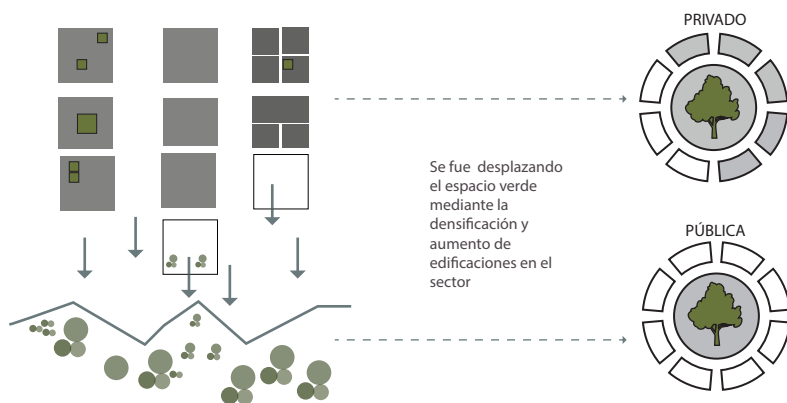 PRIVADO
Se fue desplazando
el espacio verde
mediante la
densificación y
aumento de
edificaciones en el
sector
PÚBLICA